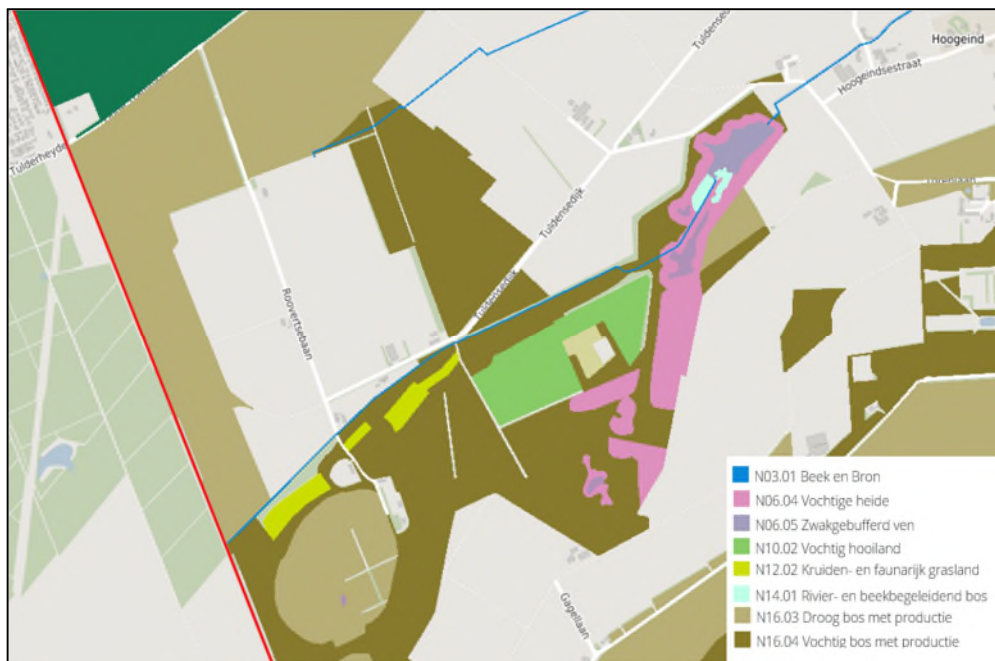 Hoogeind
Hoogeindsestraat
Tuldensedijk
Tulderheyde
Tuldensedijk
Roovertsebaan
Tuldensedijk
Gagellaan
N03.01 Beek en Bron
N06.04 Vochtige heide
N06.05 Zwakgebufferd ven
N10.02 Vochtig hooiland
N12.02 Kruiden- en faunarijk grasland
N14.01 Rivier- en beekbegeleidend bos
N16.03 Droog bos met productie
N16.04 Vochtig bos met productie